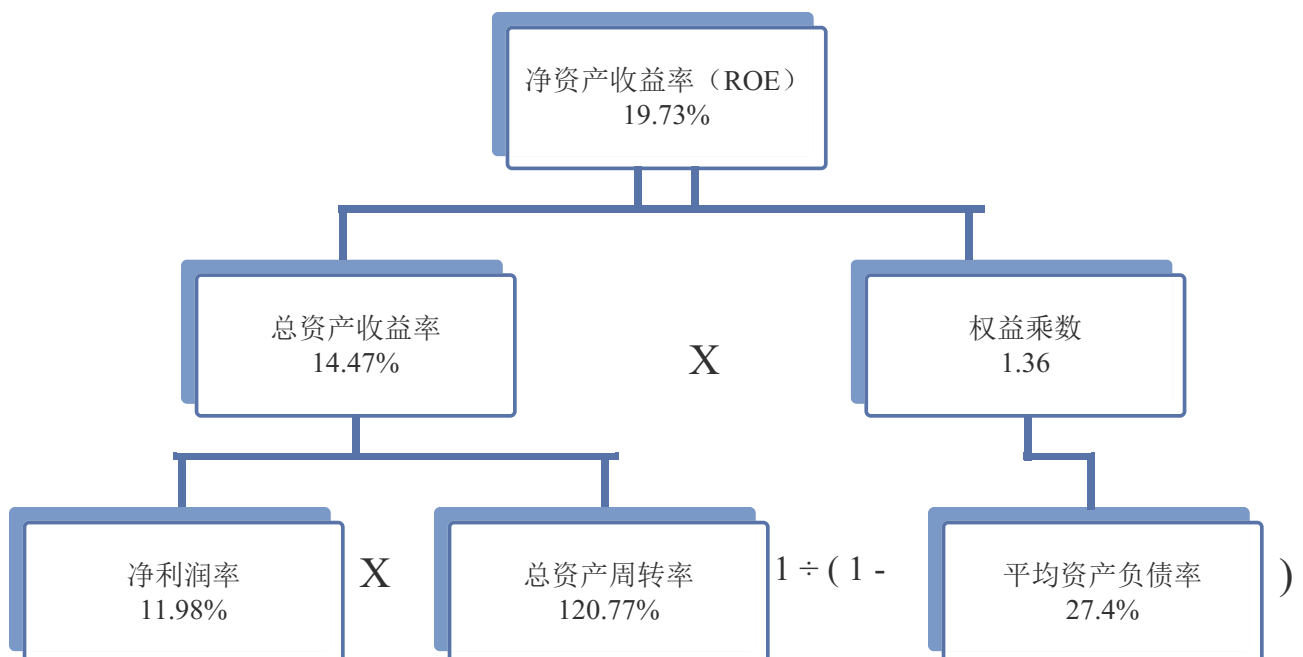 净资产收益率（ROE）
19.73%
总资产收益率
14.47%
X
权益乘数
1.36
净利润率
11.98%
X
总资产周转率
120.77%
1 ÷ ( 1 -
平均资产负债率
27.4%
)